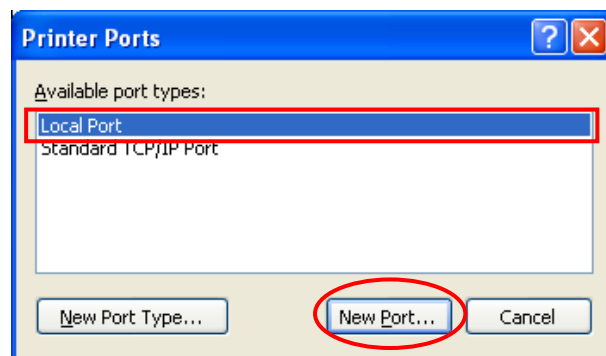 Printer Ports
Available port types:
Local Port
Standard TCP/IP Port
New Port Type... New Port... Cancel